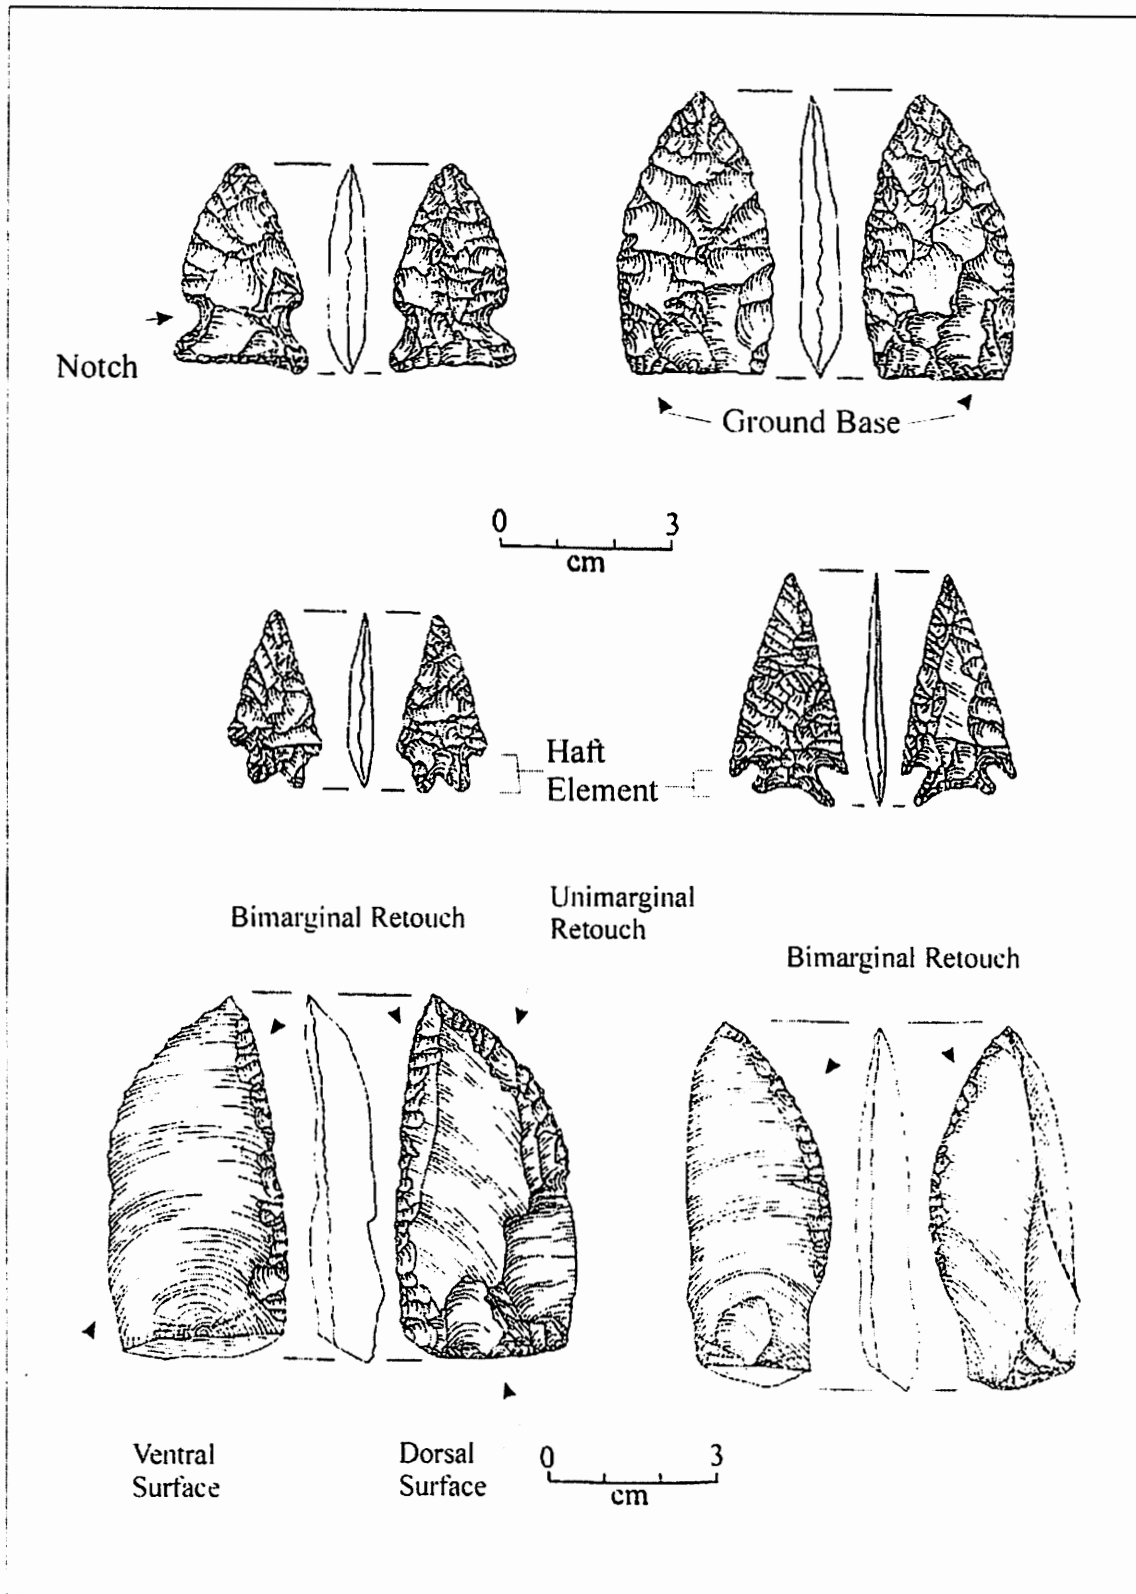 Notch
Ground Base
0 3
cm
Haft
Element
Unimarginal
Retouch
Bimarginal Retouch
Bimarginal Retouch
Ventral
Surface
Dorsal
Surface
0 3
cm